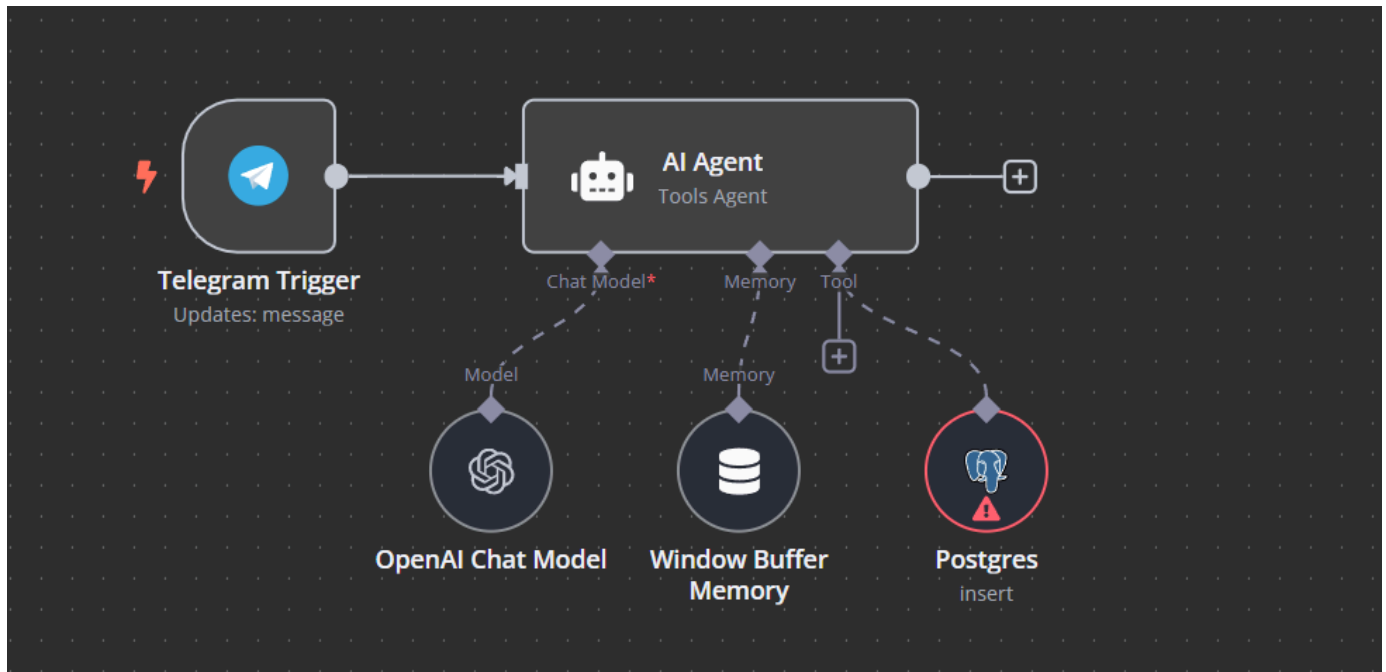 AI Agent
Tools Agent
Telegram Trigger
Updates: message
Chat Model*
Memory
Tool
Model
Memory
OpenAI Chat Model
Window Buffer
Memory
Postgres
insert